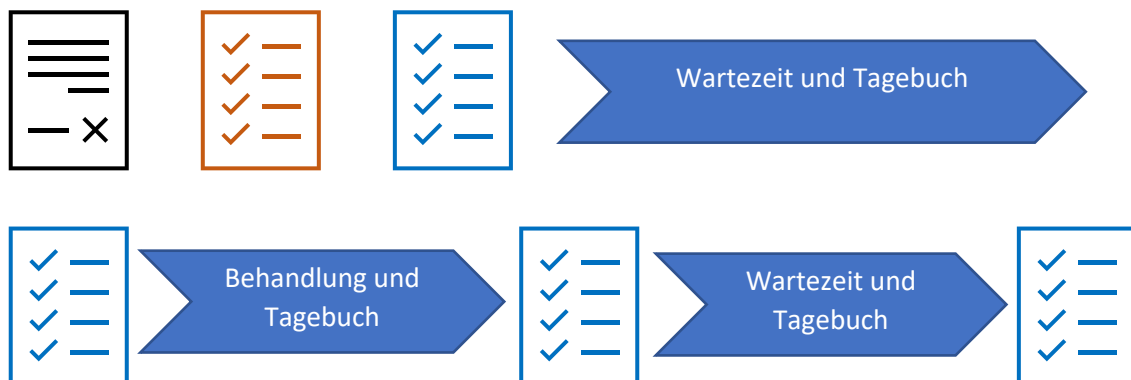 Wartezeit und Tagebuch
Behandlung und
Tagebuch
Wartezeit und
Tagebuch